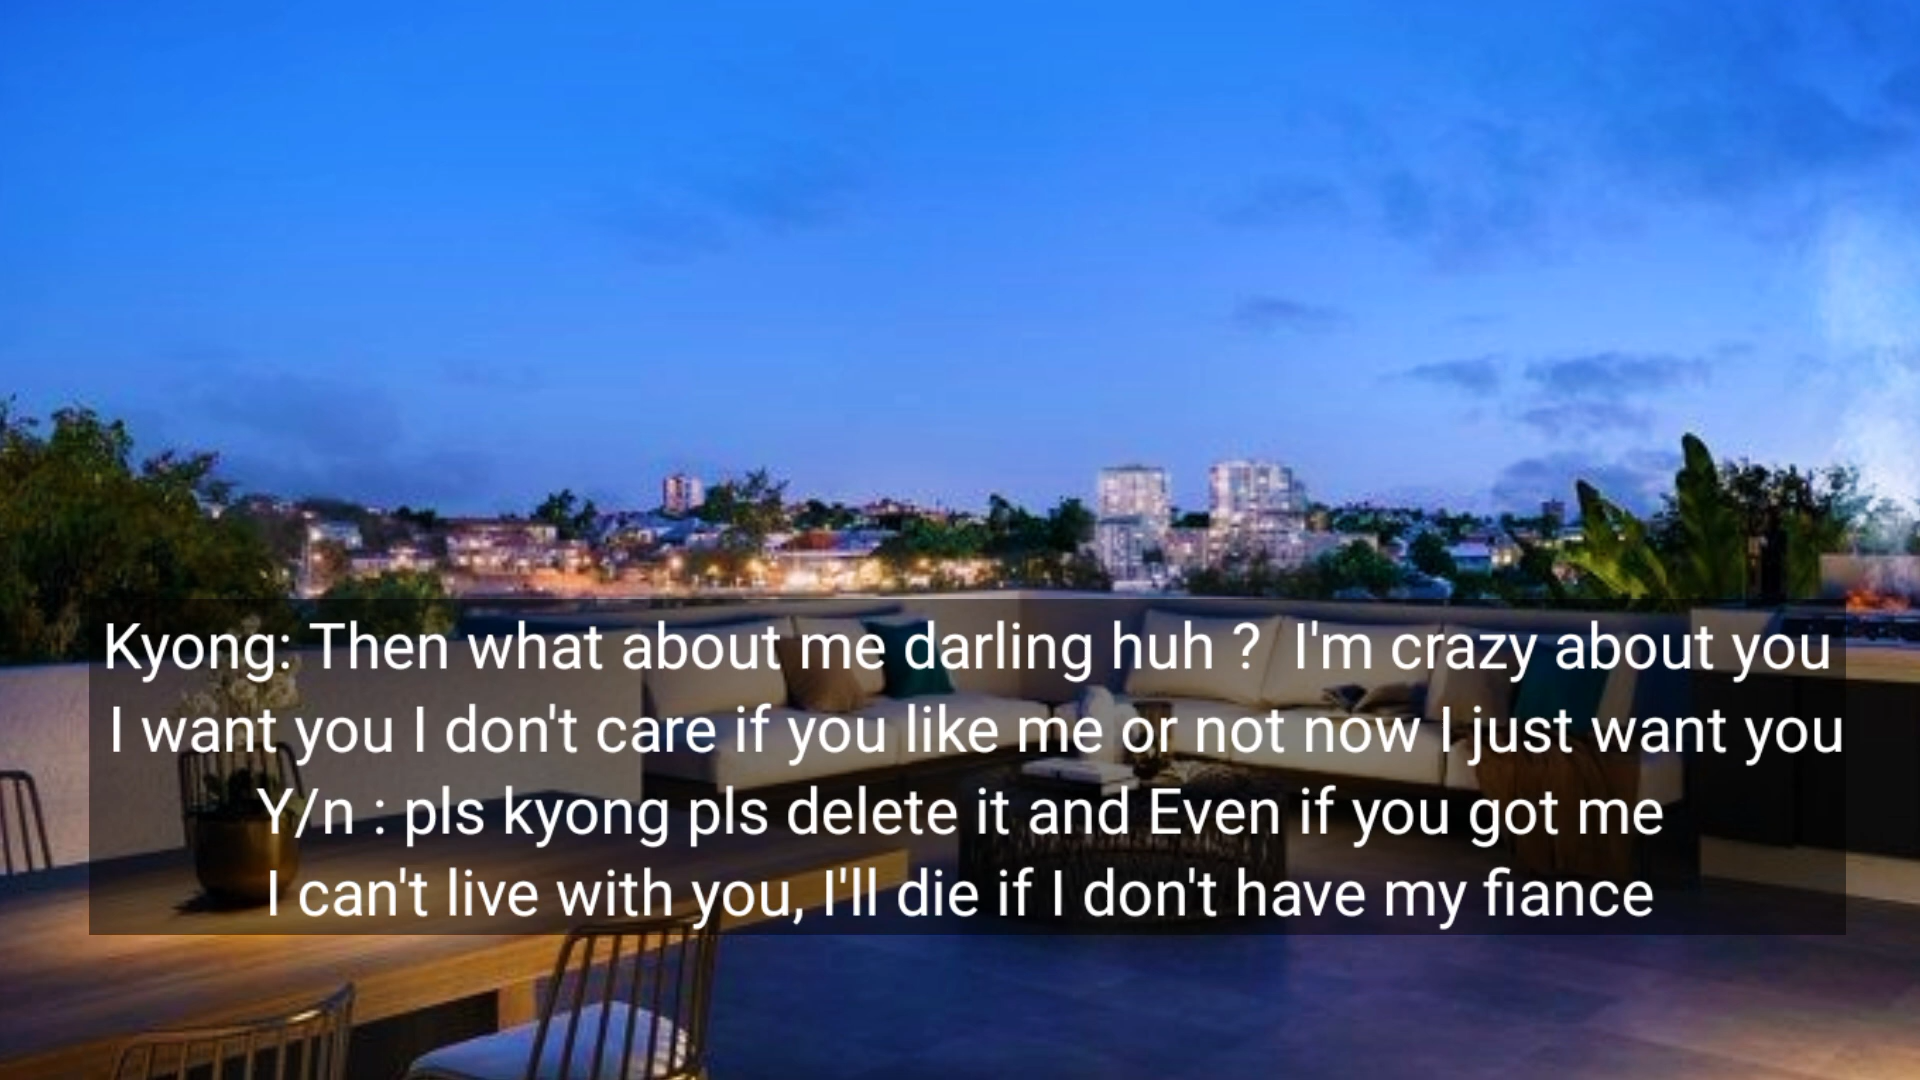 Kyong: Then what about me darling huh ?  I'm crazy about you
I want you I don't care if you like me or not now I just want you
Y/n : pls kyong pls delete it and Even if you got me
I can't live with you, I'll die if I don't have my fiance